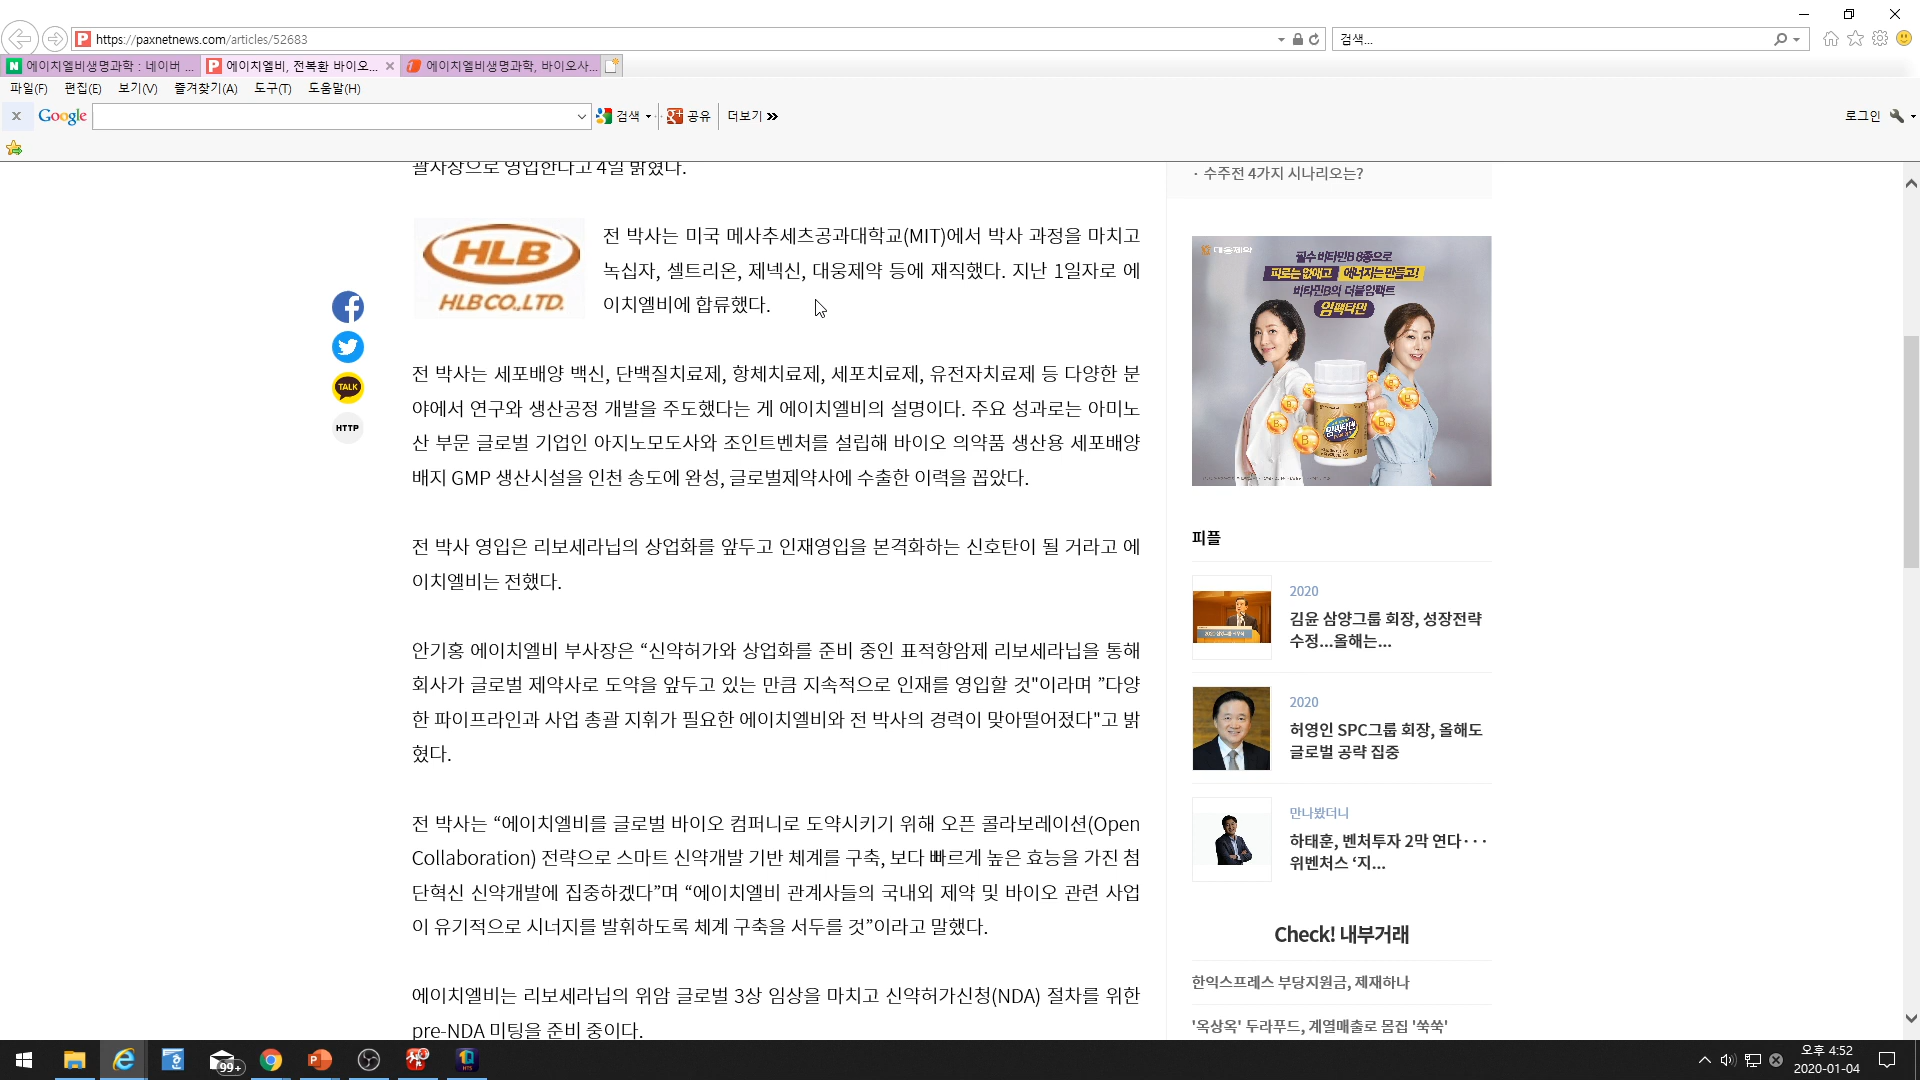 https://paxnetnews.com/articles/52683
검색...
에이치엘비생명과학 : 네이버 ...
에이치엘비, 전복환 바이오...
에이치엘비생명과학, 바이오사...
파일(F) 편집(E) 보기(V) 즐겨찾기(A) 도구(T) 도움말(H)
Google 검색 공유 더보기 로그인
괄사장으로 영입한다고 4일 밝혔다.
HLB
HLB CO., LTD.
전 박사는 미국 메사추세츠공과대학교(MIT)에서 박사 과정을 마치고
녹십자, 셀트리온, 제넥신, 대웅제약 등에 재직했다. 지난 1일자로 에
이치엘비에 합류했다.
TALK
HTTP
전 박사는 세포배양 백신, 단백질치료제, 항체치료제, 세포치료제, 유전자치료제 등 다양한 분
야에서 연구와 생산공정 개발을 주도했다는 게 에이치엘비의 설명이다. 주요 성과로는 아미노
산 부문 글로벌 기업인 아지노모도사와 조인트벤처를 설립해 바이오 의약품 생산용 세포배양
배지 GMP 생산시설을 인천 송도에 완성, 글로벌제약사에 수출한 이력을 꼽았다.
전 박사 영입은 리보세라닙의 상업화를 앞두고 인재영입을 본격화하는 신호탄이 될 거라고 에
이치엘비는 전했다.
안기홍 에이치엘비 부사장은 “신약허가와 상업화를 준비 중인 표적항암제 리보세라닙을 통해
회사가 글로벌 제약사로 도약을 앞두고 있는 만큼 지속적으로 인재를 영입할 것"이라며 ”다양
한 파이프라인과 사업 총괄 지휘가 필요한 에이치엘비와 전 박사의 경력이 맞아떨어졌다"고 밝
혔다.
전 박사는 “에이치엘비를 글로벌 바이오 컴퍼니로 도약시키기 위해 오픈 콜라보레이션(Open
Collaboration) 전략으로 스마트 신약개발 기반 체계를 구축, 보다 빠르게 높은 효능을 가진 첨
단혁신 신약개발에 집중하겠다”며 “에이치엘비 관계사들의 국내외 제약 및 바이오 관련 사업
이 유기적으로 시너지를 발휘하도록 체계 구축을 서두를 것”이라고 말했다.
에이치엘비는 리보세라닙의 위암 글로벌 3상 임상을 마치고 신약허가신청(NDA) 절차를 위한
pre-NDA 미팅을 준비 중이다.
· 수주전 4가지 시나리오는?
대웅제약
필수 비타민B 8종으로
피로는 없애고 에너지는 만들고!
비타민B의 더블임팩트
임팩타민
피플
2020
김윤 삼양그룹 회장, 성장전략
수정...올해는...
2020
허영인 SPC그룹 회장, 올해도
글로벌 공략 집중
만나봤더니
하태훈, 벤처투자 2막 연다···
위벤처스 ‘지...
Check! 내부거래
한익스프레스 부당지원금, 제재하나
'옥상옥' 두라푸드, 계열매출로 몸집 '쑥쑥'
99+
오후 4:52
2020-01-04